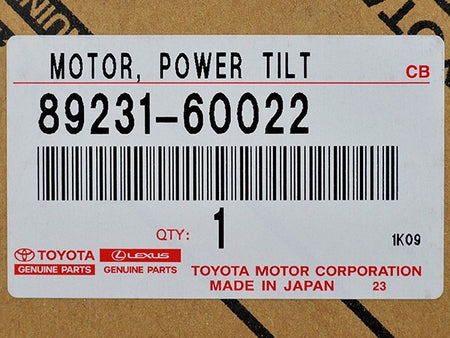 MOTOR, POWER TILT
CB
89231-60022
QTY: 1
1K09
TOYOTA
GENUINE PARTS
LEXUS
GENUINE PARTS
TOYOTA MOTOR CORPORATION
MADE IN JAPAN 23
TOYOTA